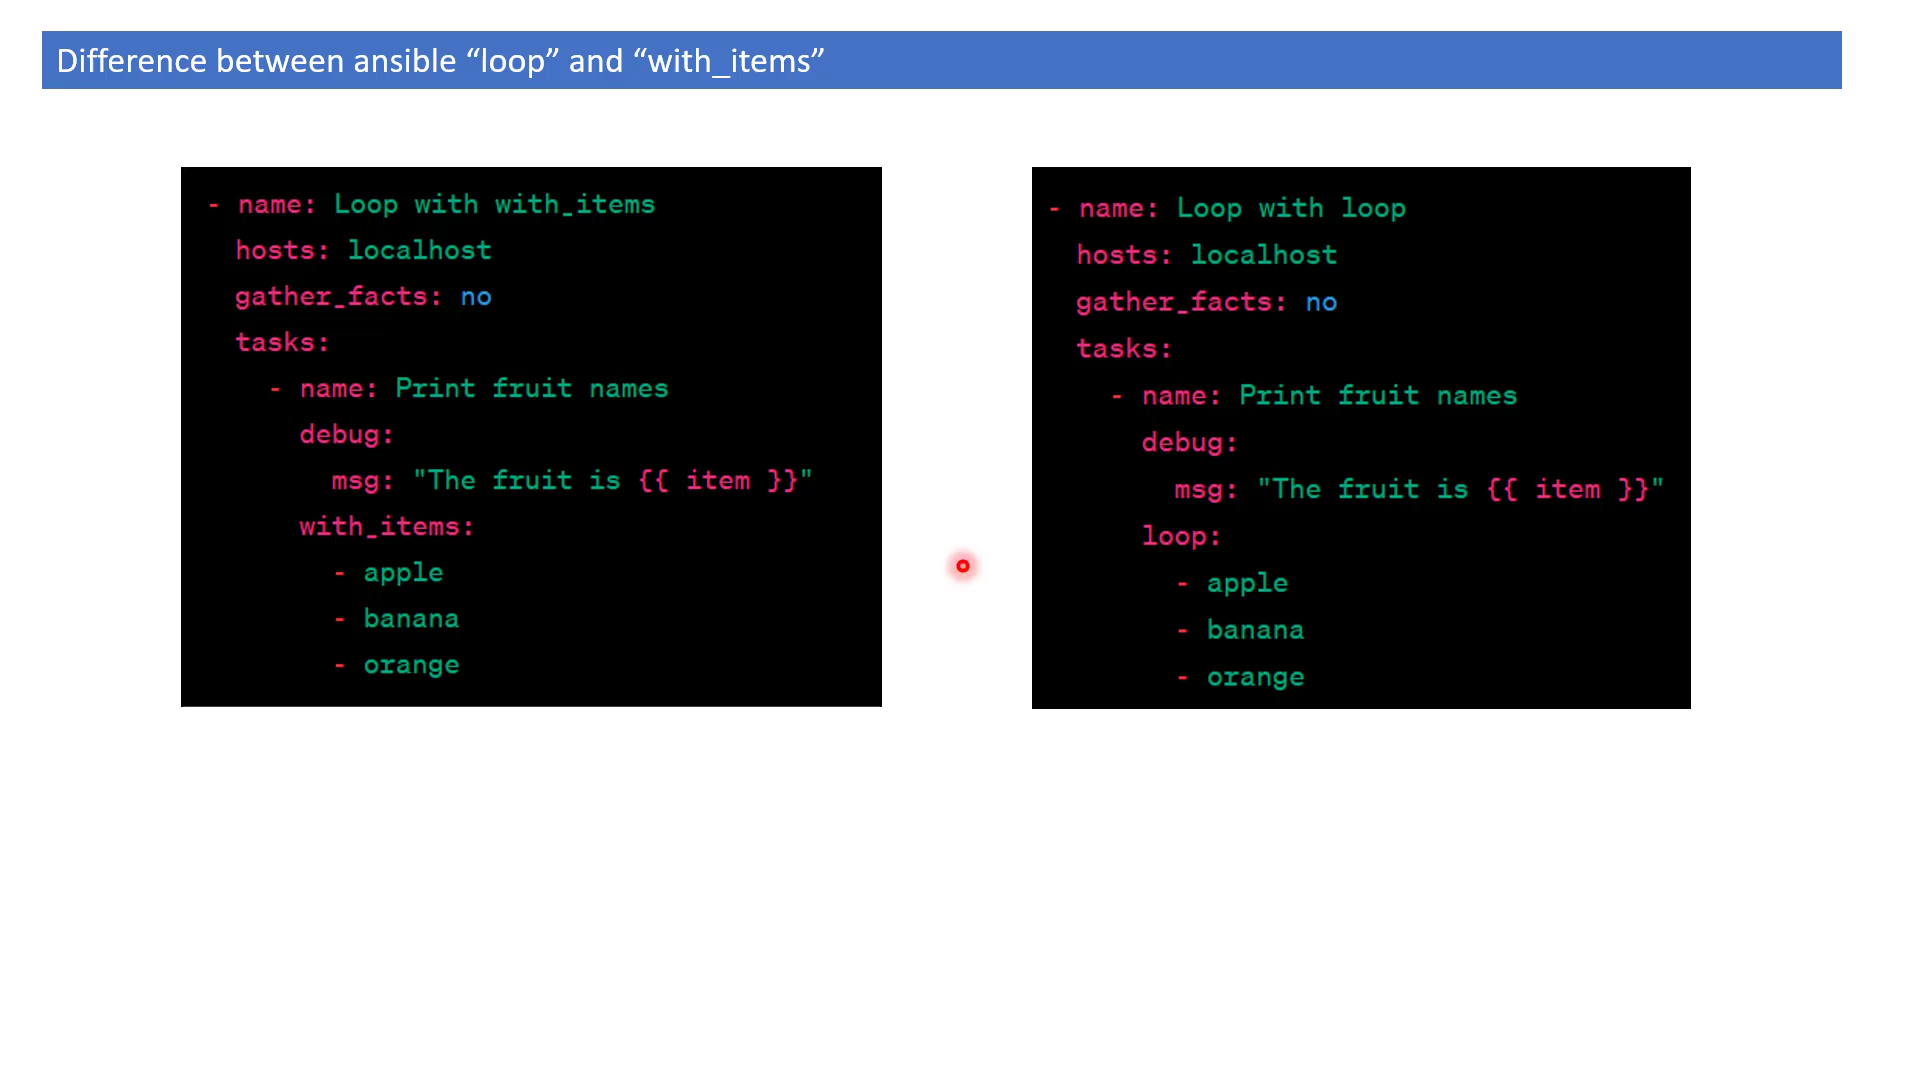 Difference between ansible “loop” and “with_items”
- name: Loop with with_items
hosts: localhost
gather_facts: no
tasks:
- name: Print fruit names
debug:
msg: "The fruit is {{ item }}"
with_items:
- apple
- banana
- orange
- name: Loop with loop
hosts: localhost
gather_facts: no
tasks:
- name: Print fruit names
debug:
msg: "The fruit is {{ item }}"
loop:
- apple
- banana
- orange